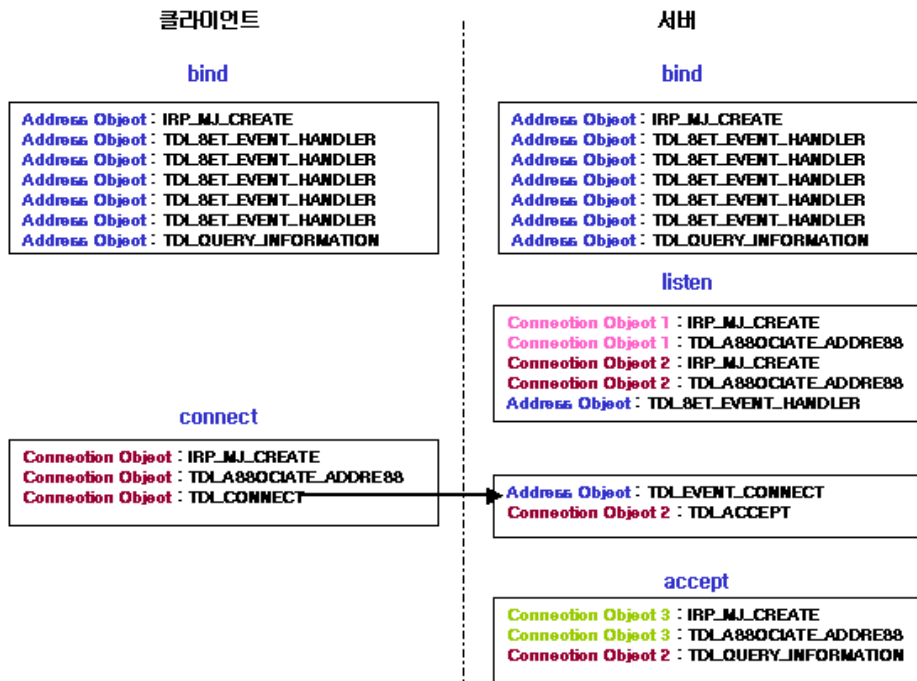 클라이언트
bind
Address Object : IRP_MJ_CREATE
Address Object : TDI_SET_EVENT_HANDLER
Address Object : TDI_SET_EVENT_HANDLER
Address Object : TDI_SET_EVENT_HANDLER
Address Object : TDI_SET_EVENT_HANDLER
Address Object : TDI_SET_EVENT_HANDLER
Address Object : TDI_QUERY_INFORMATION
connect
Connection Object : IRP_MJ_CREATE
Connection Object : TDI_ASSOCIATE_ADDRESS
Connection Object : TDI_CONNECT
서버
bind
Address Object : IRP_MJ_CREATE
Address Object : TDI_SET_EVENT_HANDLER
Address Object : TDI_SET_EVENT_HANDLER
Address Object : TDI_SET_EVENT_HANDLER
Address Object : TDI_SET_EVENT_HANDLER
Address Object : TDI_SET_EVENT_HANDLER
Address Object : TDI_QUERY_INFORMATION
listen
Connection Object 1 : IRP_MJ_CREATE
Connection Object 1 : TDI_ASSOCIATE_ADDRESS
Connection Object 2 : IRP_MJ_CREATE
Connection Object 2 : TDI_ASSOCIATE_ADDRESS
Address Object : TDI_SET_EVENT_HANDLER
Address Object : TDI_EVENT_CONNECT
Connection Object 2 : TDI_ACCEPT
accept
Connection Object 3 : IRP_MJ_CREATE
Connection Object 3 : TDI_ASSOCIATE_ADDRESS
Connection Object 2 : TDI_QUERY_INFORMATION